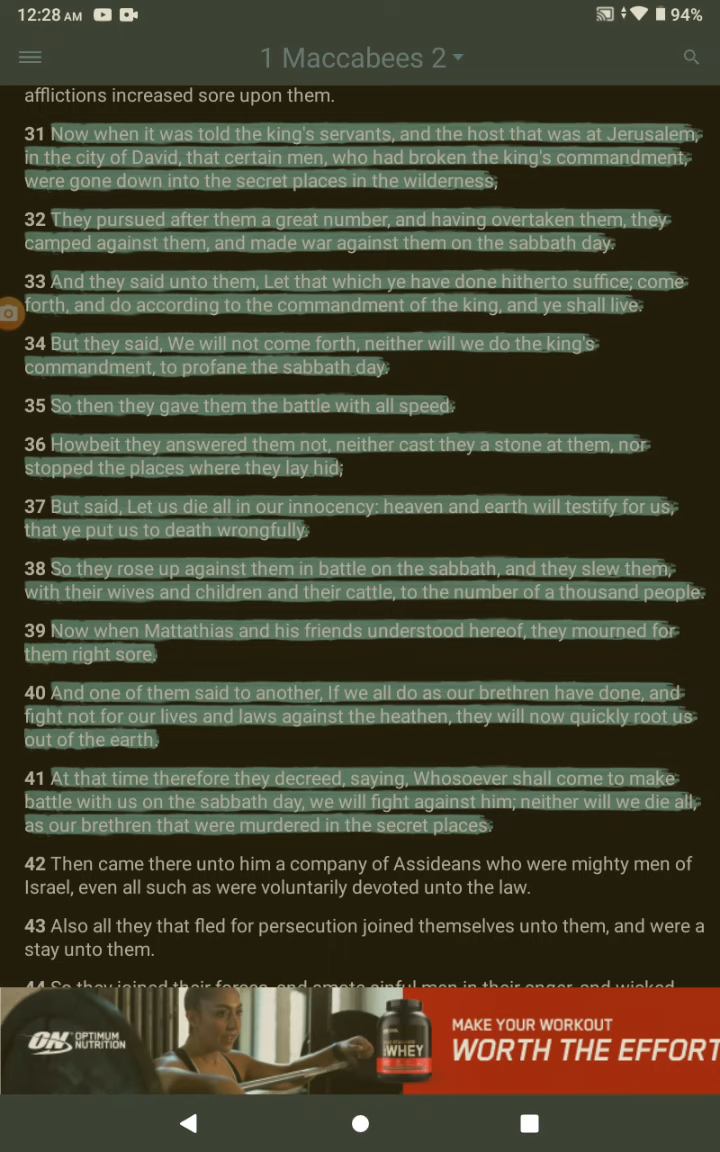 12:28 AM 94%
1 Maccabees 2
afflictions increased sore upon them.
31 Now when it was told the king's servants, and the host that was at Jerusalem,
in the city of David, that certain men, who had broken the king's commandment,
were gone down into the secret places in the wilderness,
32 They pursued after them a great number, and having overtaken them, they
camped against them, and made war against them on the sabbath day.
33 And they said unto them, Let that which ye have done hitherto suffice; come
forth, and do according to the commandment of the king, and ye shall live.
34 But they said, We will not come forth, neither will we do the king's
commandment, to profane the sabbath day.
35 So then they gave them the battle with all speed.
36 Howbeit they answered them not, neither cast they a stone at them, nor
stopped the places where they lay hid;
37 But said, Let us die all in our innocency: heaven and earth will testify for us,
that ye put us to death wrongfully.
38 So they rose up against them in battle on the sabbath, and they slew them,
with their wives and children and their cattle, to the number of a thousand people.
39 Now when Mattathias and his friends understood hereof, they mourned for
them right sore.
40 And one of them said to another, If we all do as our brethren have done, and
fight not for our lives and laws against the heathen, they will now quickly root us
out of the earth.
41 At that time therefore they decreed, saying, Whosoever shall come to make
battle with us on the sabbath day, we will fight against him; neither will we die all,
as our brethren that were murdered in the secret places.
42 Then came there unto him a company of Assideans who were mighty men of
Israel, even all such as were voluntarily devoted unto the law.
43 Also all they that fled for persecution joined themselves unto them, and were a
stay unto them.
44 So they joined their forces, and smote sinful men in their anger, and wicked
ON OPTIMUM
NUTRITION
WHEY
MAKE YOUR WORKOUT
WORTH THE EFFORT